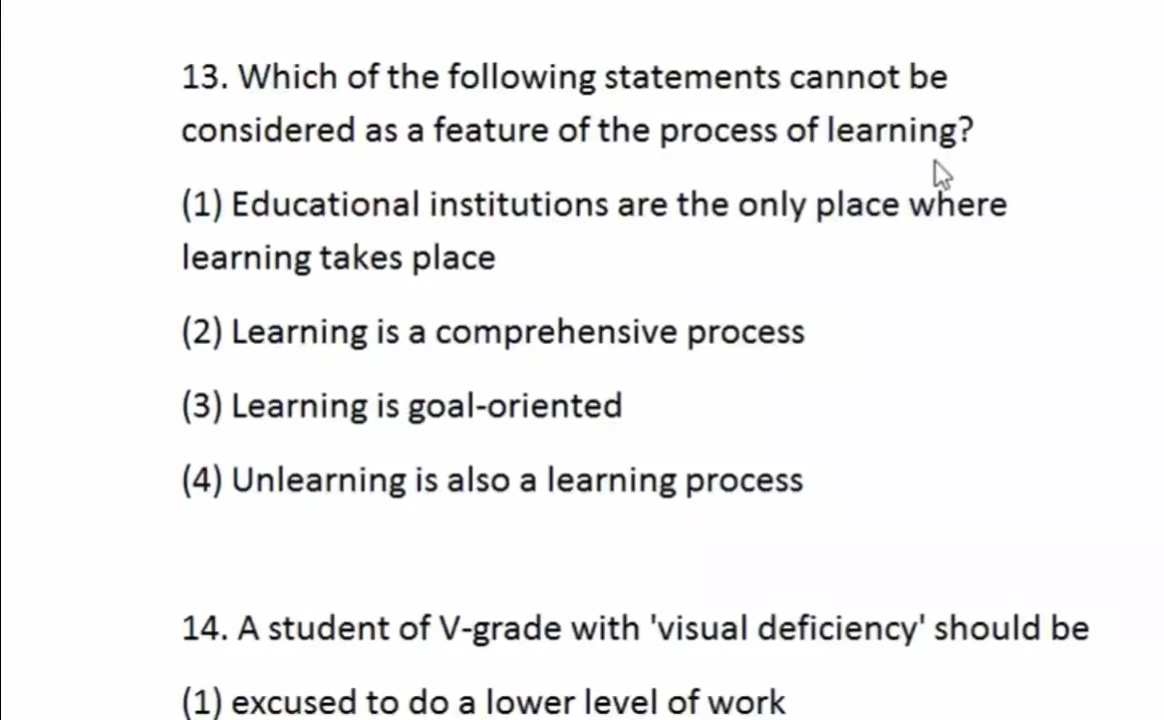 13. Which of the following statements cannot be
considered as a feature of the process of learning?
(1) Educational institutions are the only place where
learning takes place
(2) Learning is a comprehensive process
(3) Learning is goal-oriented
(4) Unlearning is also a learning process
14. A student of V-grade with 'visual deficiency' should be
(1) excused to do a lower level of work